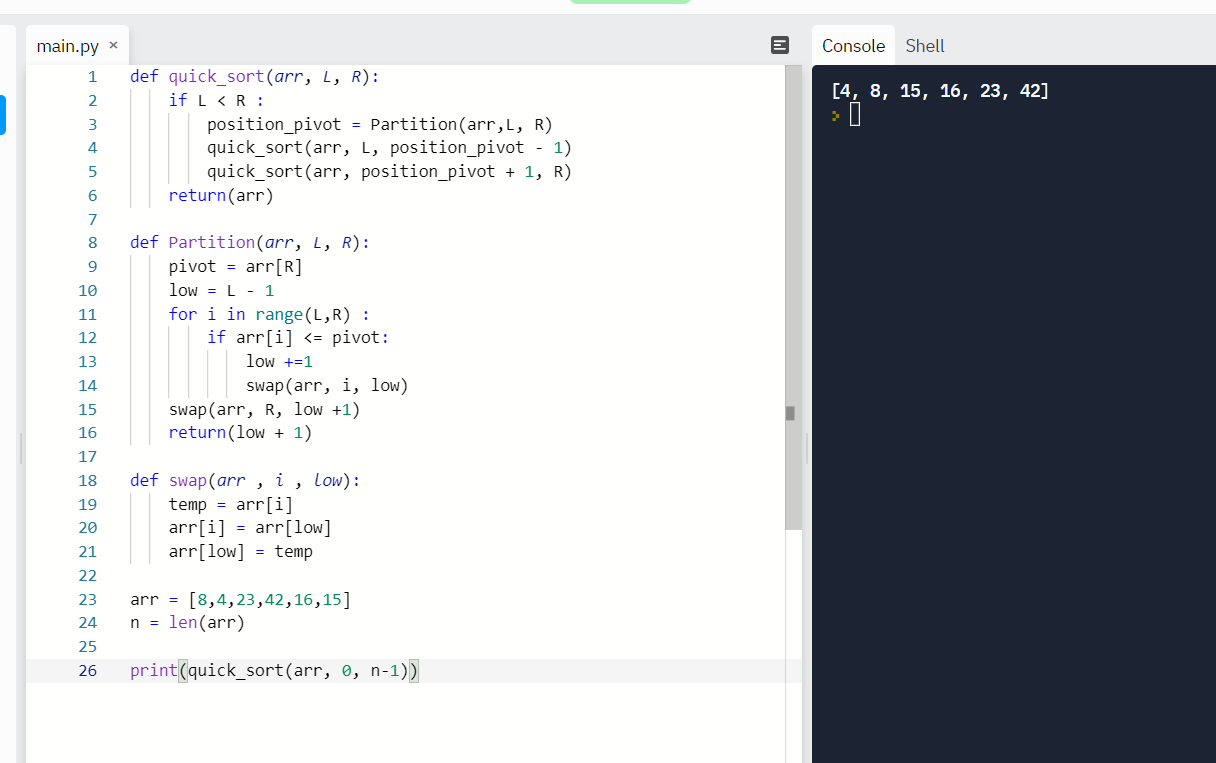 main.py ×
Console Shell
1 def quick_sort(arr, L, R):
2 if L < R :
3 position_pivot = Partition(arr,L, R)
4 quick_sort(arr, L, position_pivot - 1)
5 quick_sort(arr, position_pivot + 1, R)
6 return(arr)
7
8 def Partition(arr, L, R):
9 pivot = arr[R]
10 low = L - 1
11 for i in range(L,R) :
12 if arr[i] <= pivot:
13 low +=1
14 swap(arr, i, low)
15 swap(arr, R, low +1)
16 return(low + 1)
17
18 def swap(arr , i , low):
19 temp = arr[i]
20 arr[i] = arr[low]
21 arr[low] = temp
22
23 arr = [8,4,23,42,16,15]
24 n = len(arr)
25
26 print(quick_sort(arr, 0, n-1))
[4, 8, 15, 16, 23, 42]
>